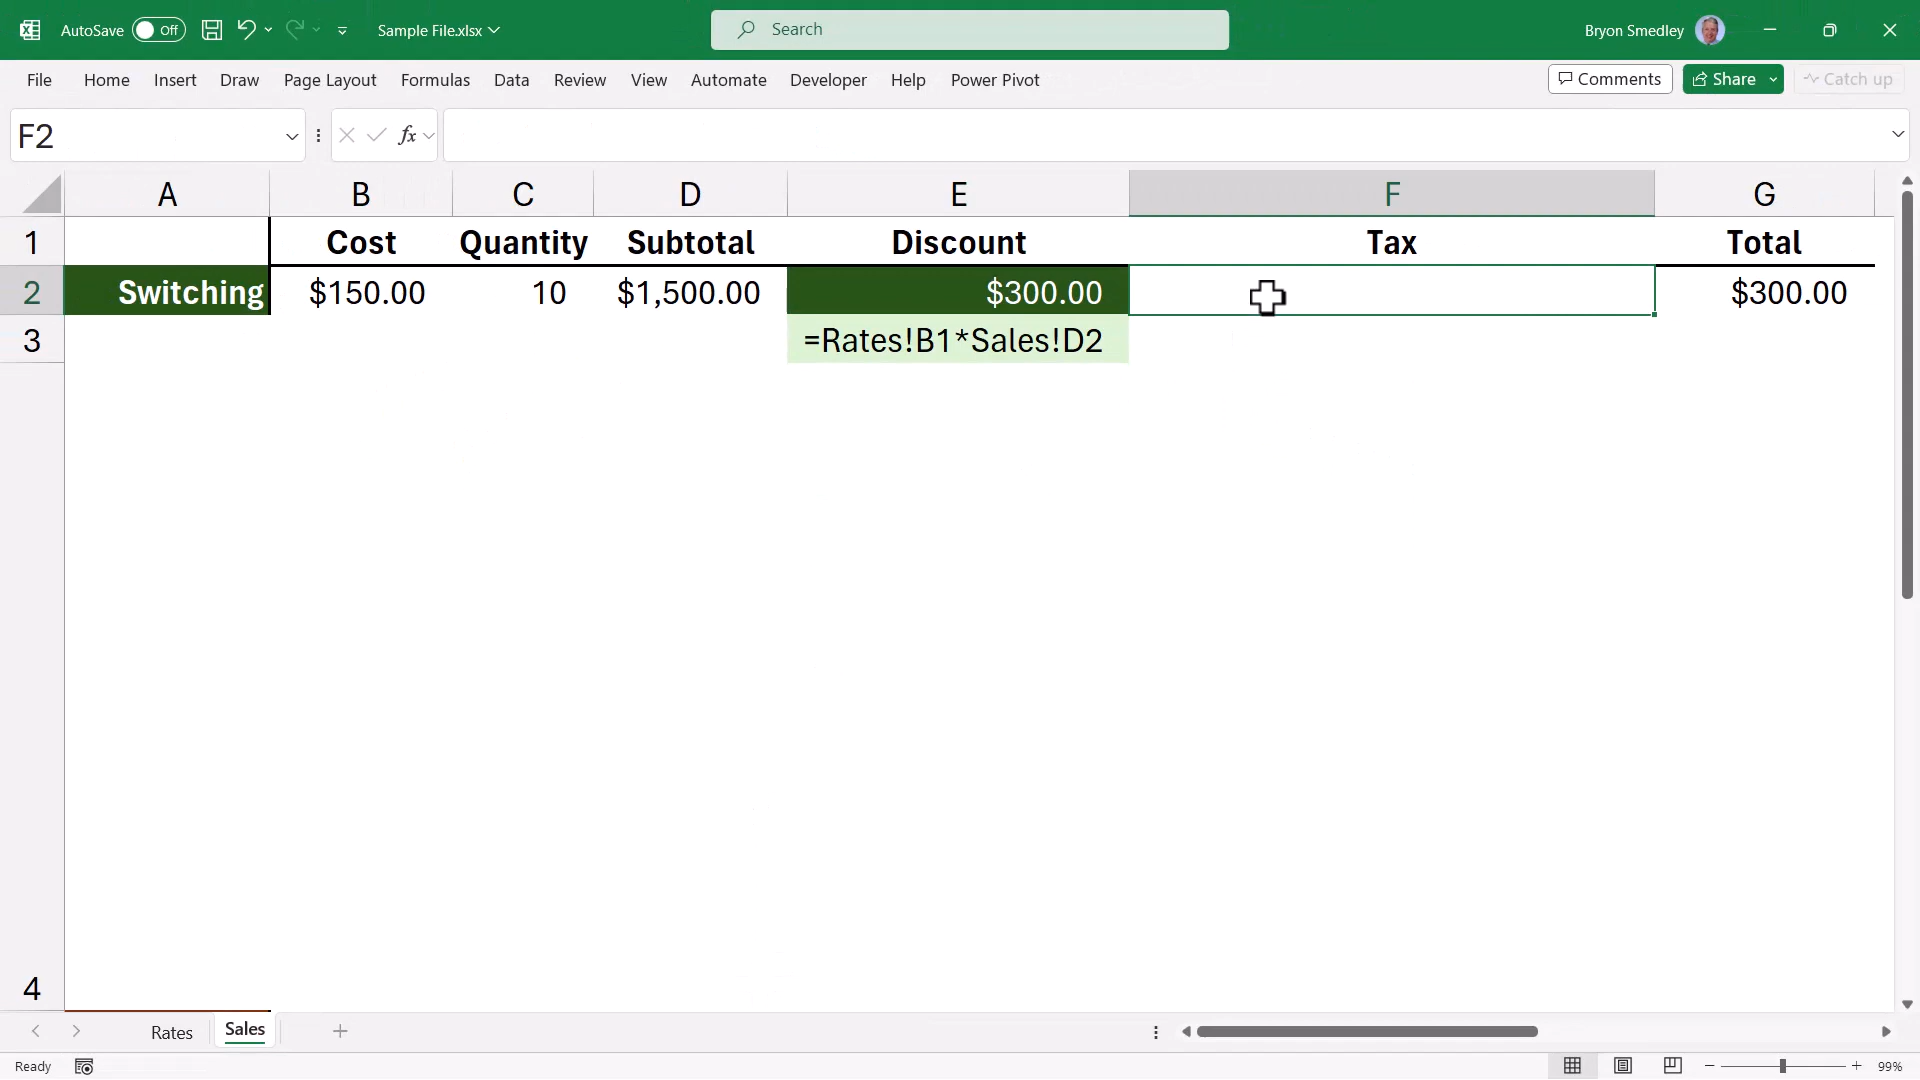 AutoSave Off Sample File.xlsx Search Bryon Smedley
File Home Insert Draw Page Layout Formulas Data Review View Automate Developer Help Power Pivot Comments Share Catch up
F2 fx
A B C D E F G
1 Cost Quantity Subtotal Discount Tax Total
2 Switching $150.00 10 $1,500.00 $300.00 $300.00
3 =Rates!B1*Sales!D2
4
Rates Sales
Ready 99%